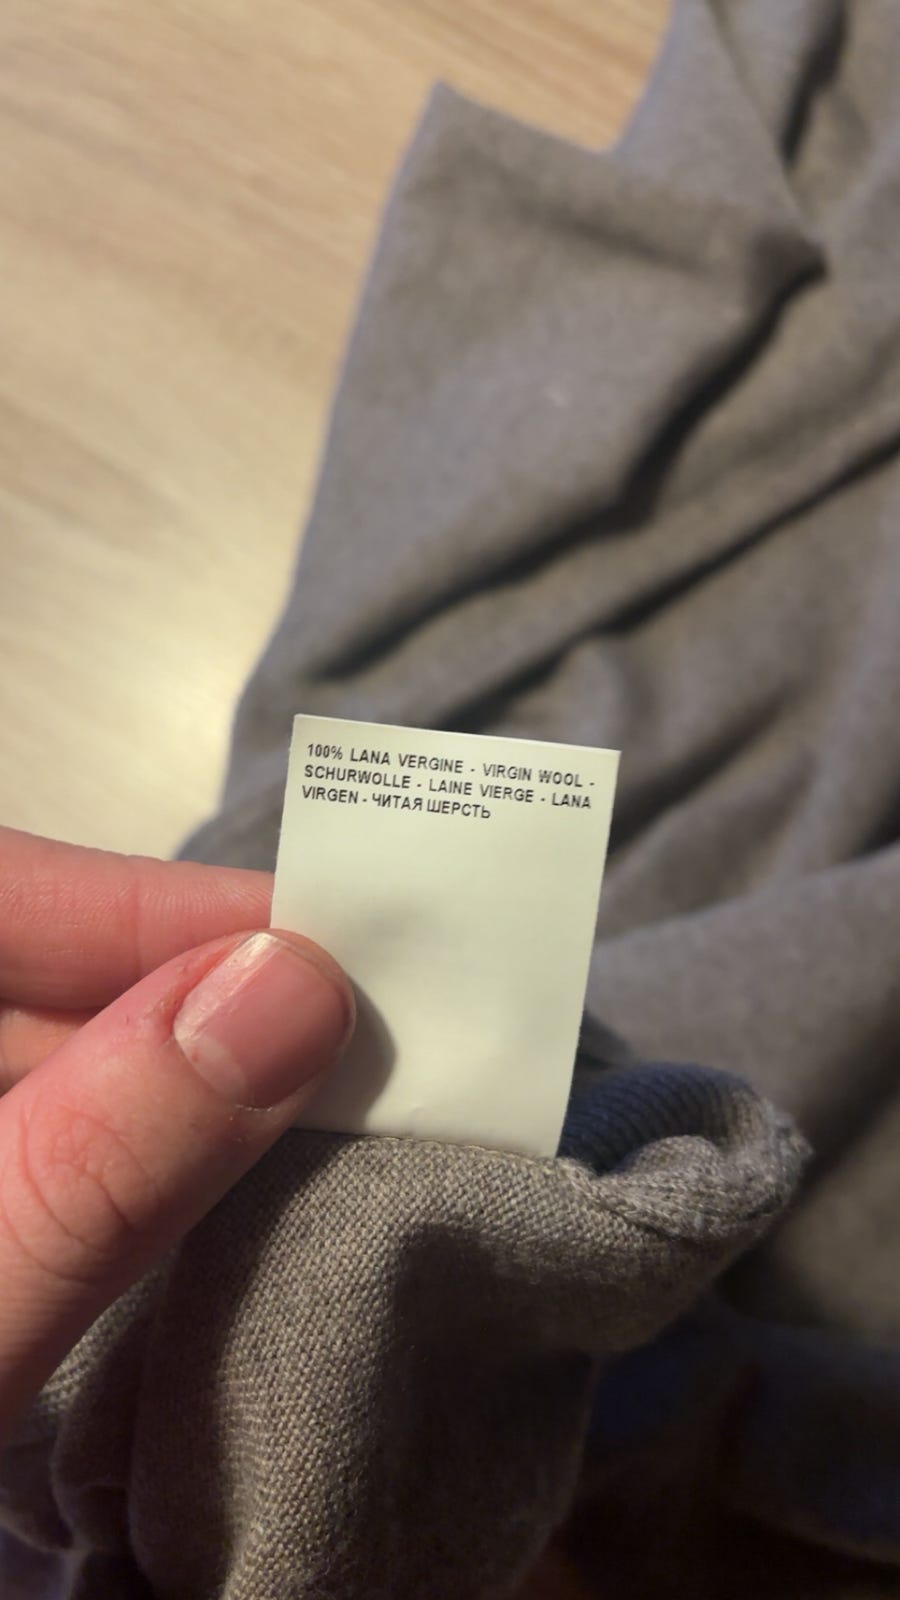 100% LANA VERGINE - VIRGIN WOOL -
SCHURWOLLE - LAINE VIERGE - LANA
VIRGEN - ЧИТАЯ ШЕРСТЬ